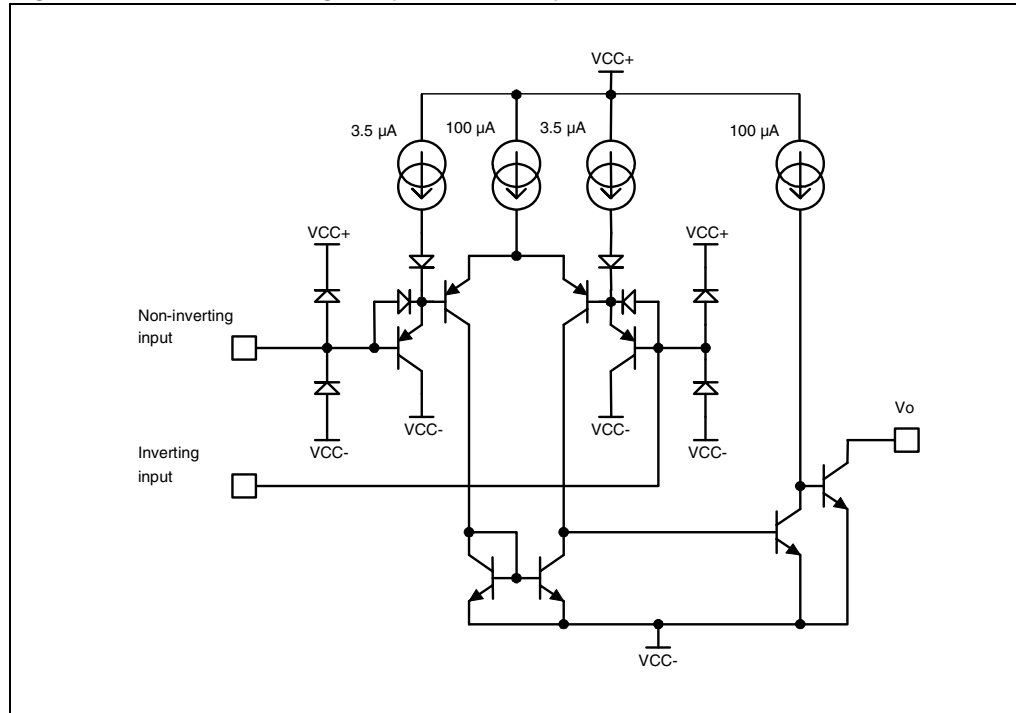 VCC+
3.5 µA
100 µA
3.5 µA
100 µA
VCC+
VCC+
Non-inverting
input
VCC-
VCC-
VCC-
VCC-
Vo
Inverting
input
VCC-